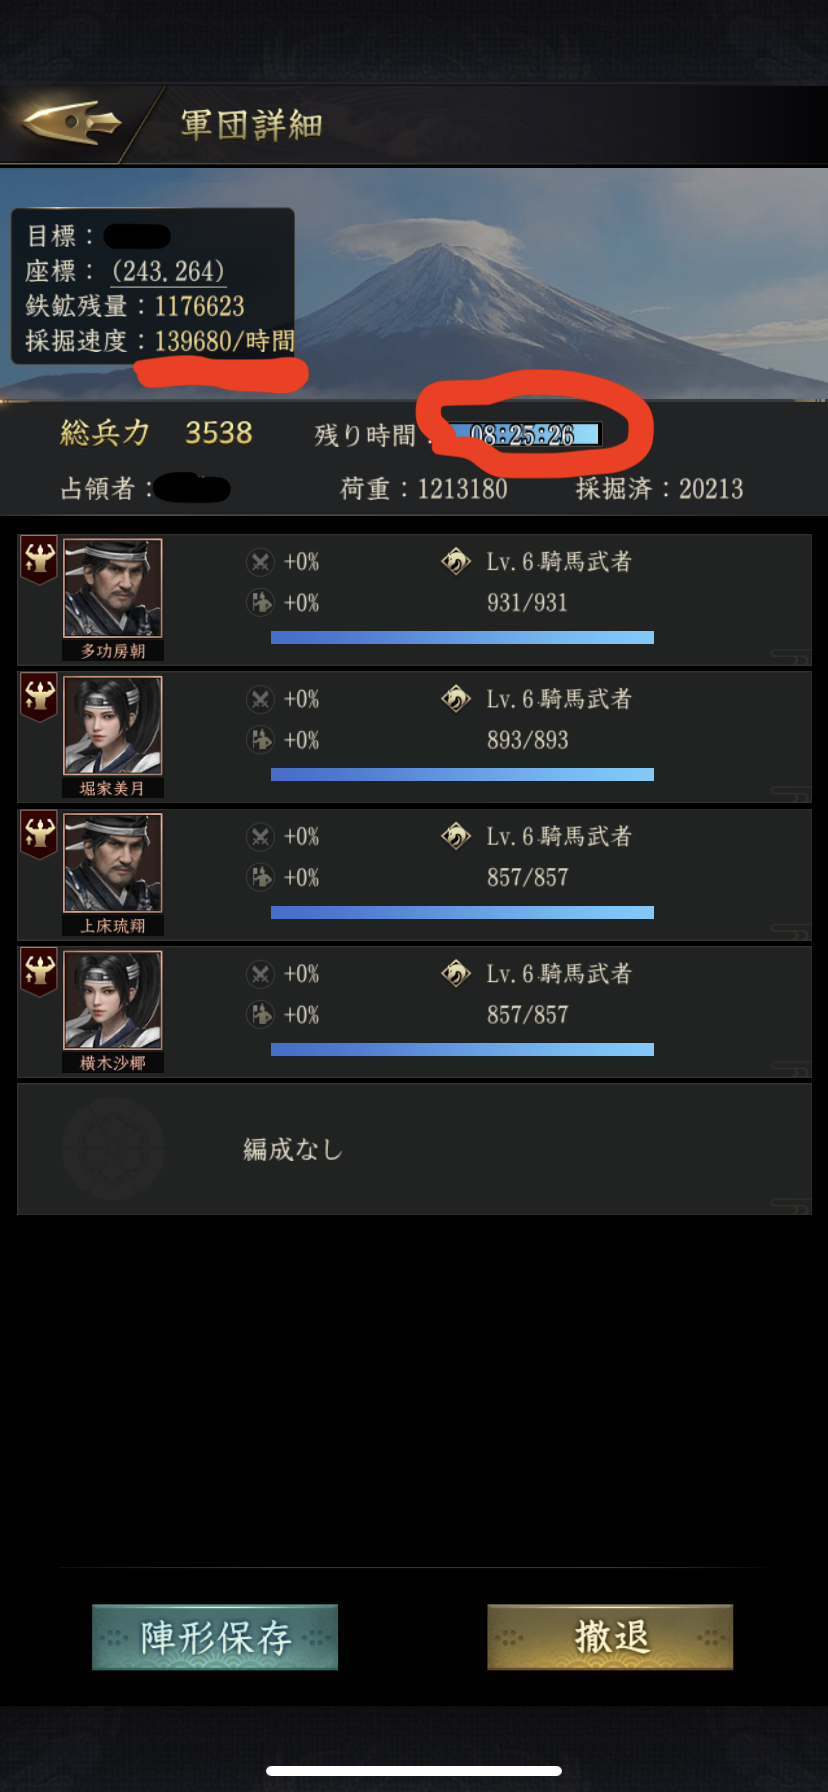 軍団詳細
目標：
座標： (243.264)
鉄鉱残量：1176623
採掘速度：139680/時間
総兵力 3538 残り時間： 08:25:26
占領者： 荷重：1213180 採掘済：20213
+0% Lv.6 騎馬武者
+0% 931/931
多功房朝
+0% Lv.6 騎馬武者
+0% 893/893
堀家美月
+0% Lv.6 騎馬武者
+0% 857/857
上床琉翔
+0% Lv.6 騎馬武者
+0% 857/857
横木沙椰
編成なし
陣形保存 撤退